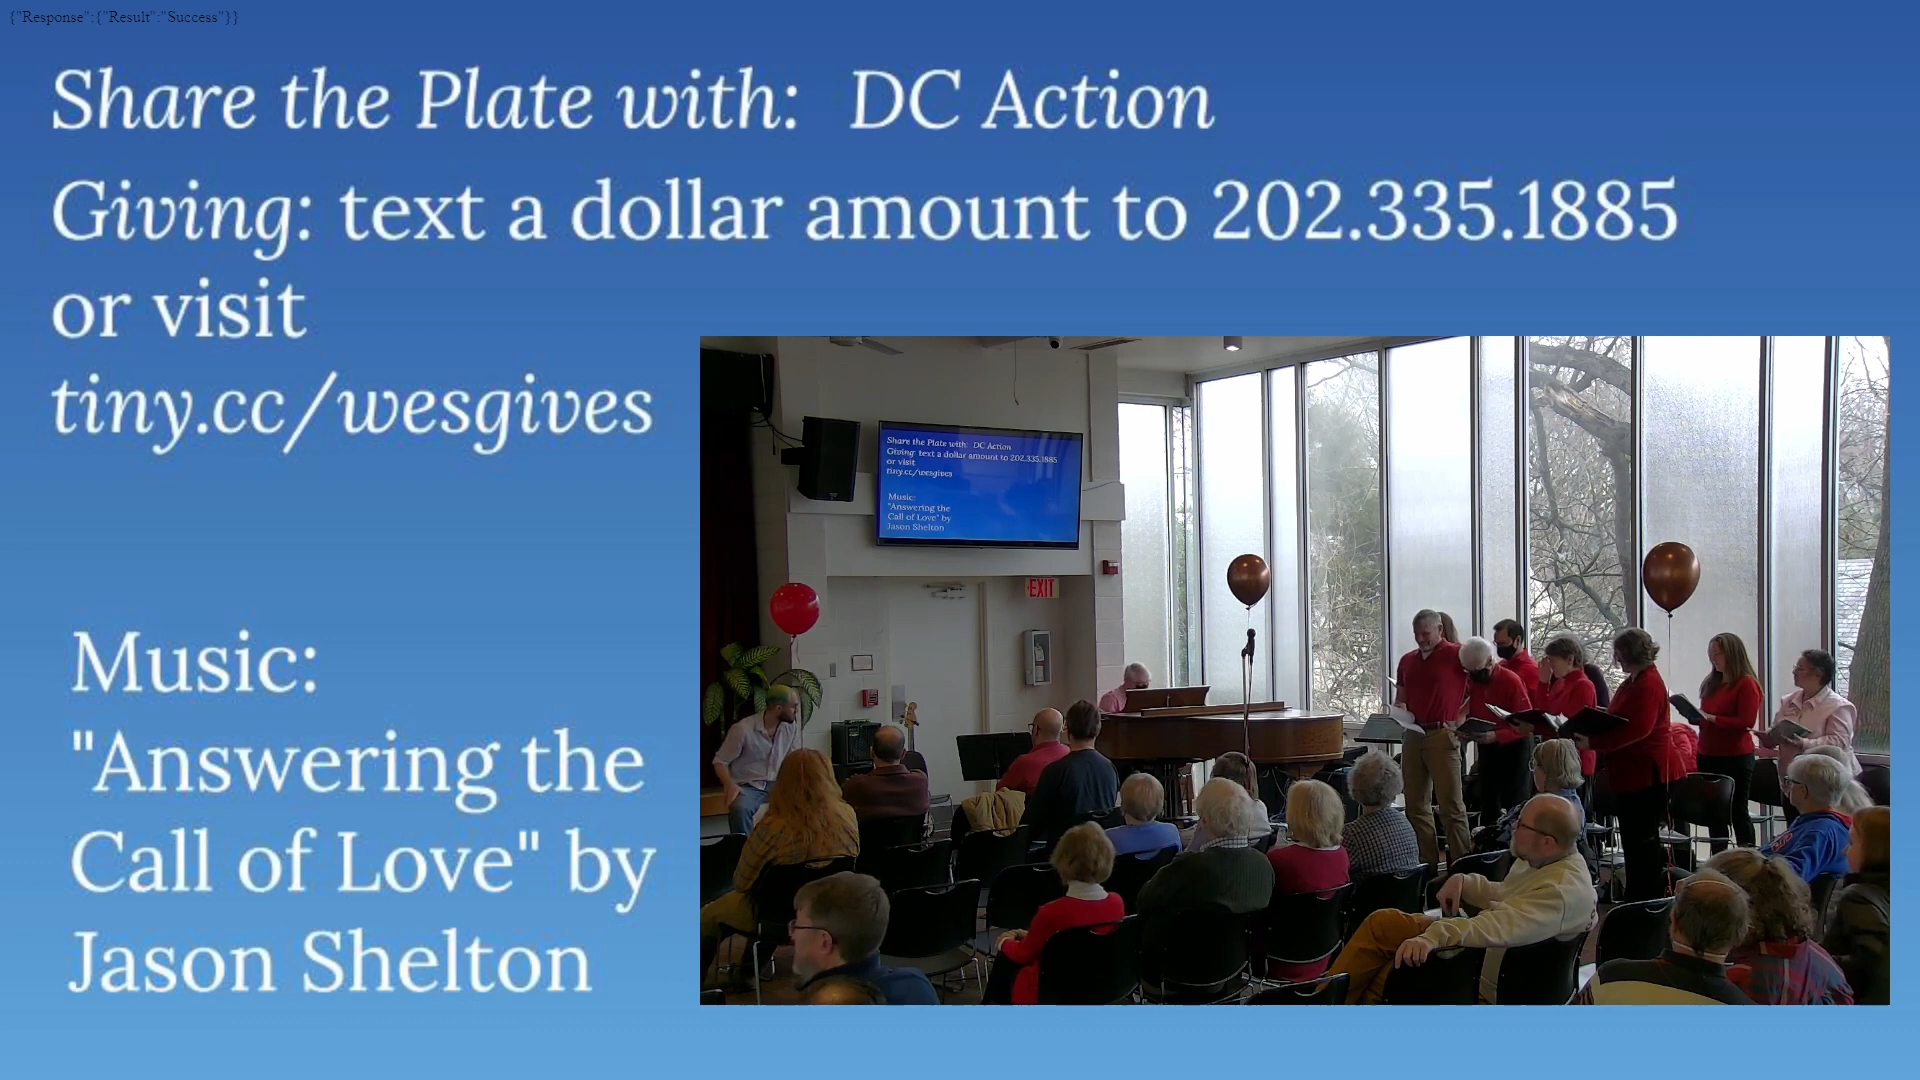 {"Response":{"Result":"Success"}}
Share the Plate with: DC Action
Giving: text a dollar amount to 202.335.1885
or visit
tiny.cc/wesgives
Music:
"Answering the
Call of Love" by
Jason Shelton
Share the Plate with: DC Action
Giving: text a dollar amount to 202.335.1885
or visit
tiny.cc/wesgives
Music:
"Answering the
Call of Love" by
Jason Shelton
EXIT